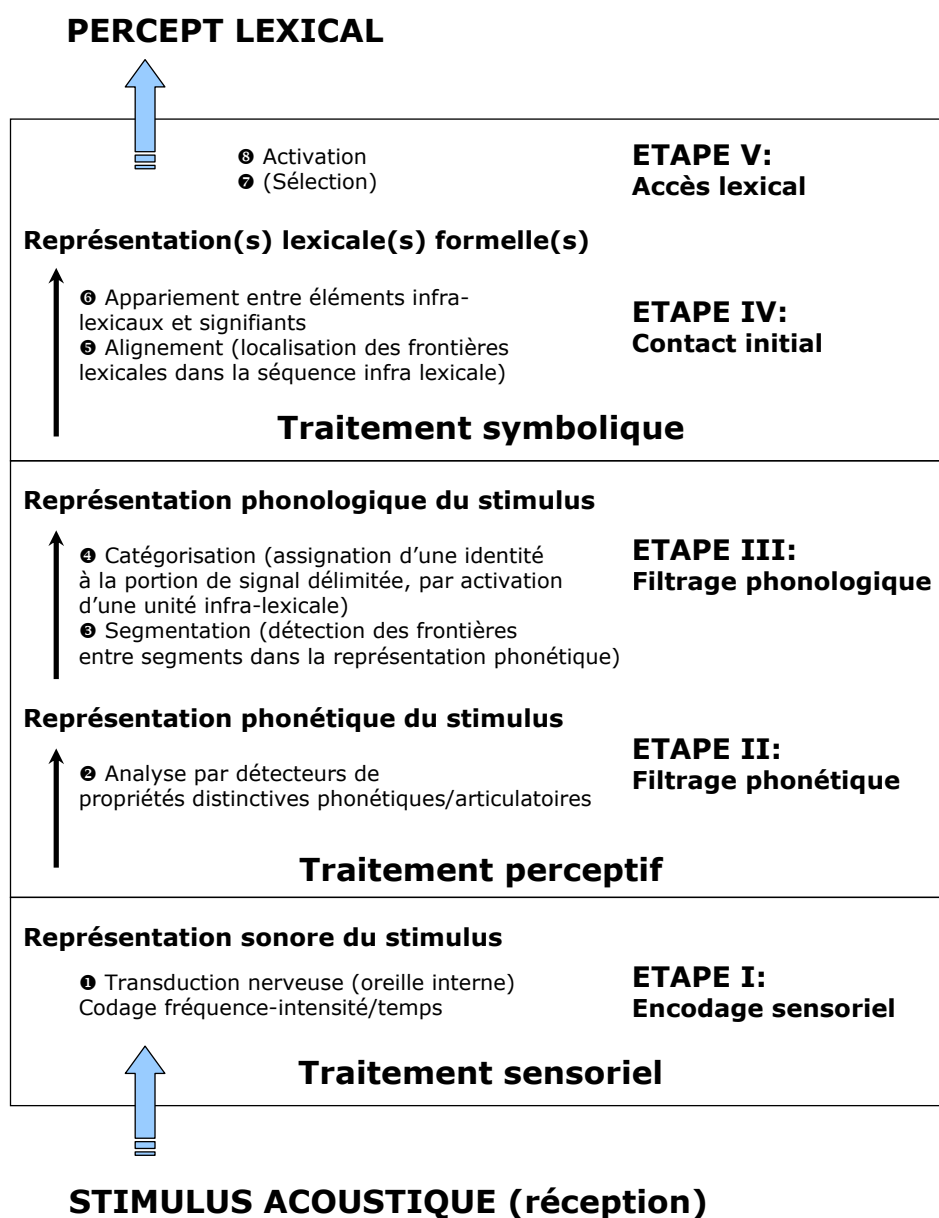 PERCEPT LEXICAL
❽ Activation
❼ (Sélection)
ETAPE V:
Accès lexical
Représentation(s) lexicale(s) formelle(s)
❻ Appariement entre éléments infra-
lexicaux et signifiants
❺ Alignement (localisation des frontières
lexicales dans la séquence infra lexicale)
ETAPE IV:
Contact initial
Traitement symbolique
Représentation phonologique du stimulus
❹ Catégorisation (assignation d’une identité
à la portion de signal délimitée, par activation
d’une unité infra-lexicale)
❸ Segmentation (détection des frontières
entre segments dans la représentation phonétique)
ETAPE III:
Filtrage phonologique
Représentation phonétique du stimulus
❷ Analyse par détecteurs de
propriétés distinctives phonétiques/articulatoires
ETAPE II:
Filtrage phonétique
Traitement perceptif
Représentation sonore du stimulus
❶ Transduction nerveuse (oreille interne)
Codage fréquence-intensité/temps
ETAPE I:
Encodage sensoriel
Traitement sensoriel
STIMULUS ACOUSTIQUE (réception)